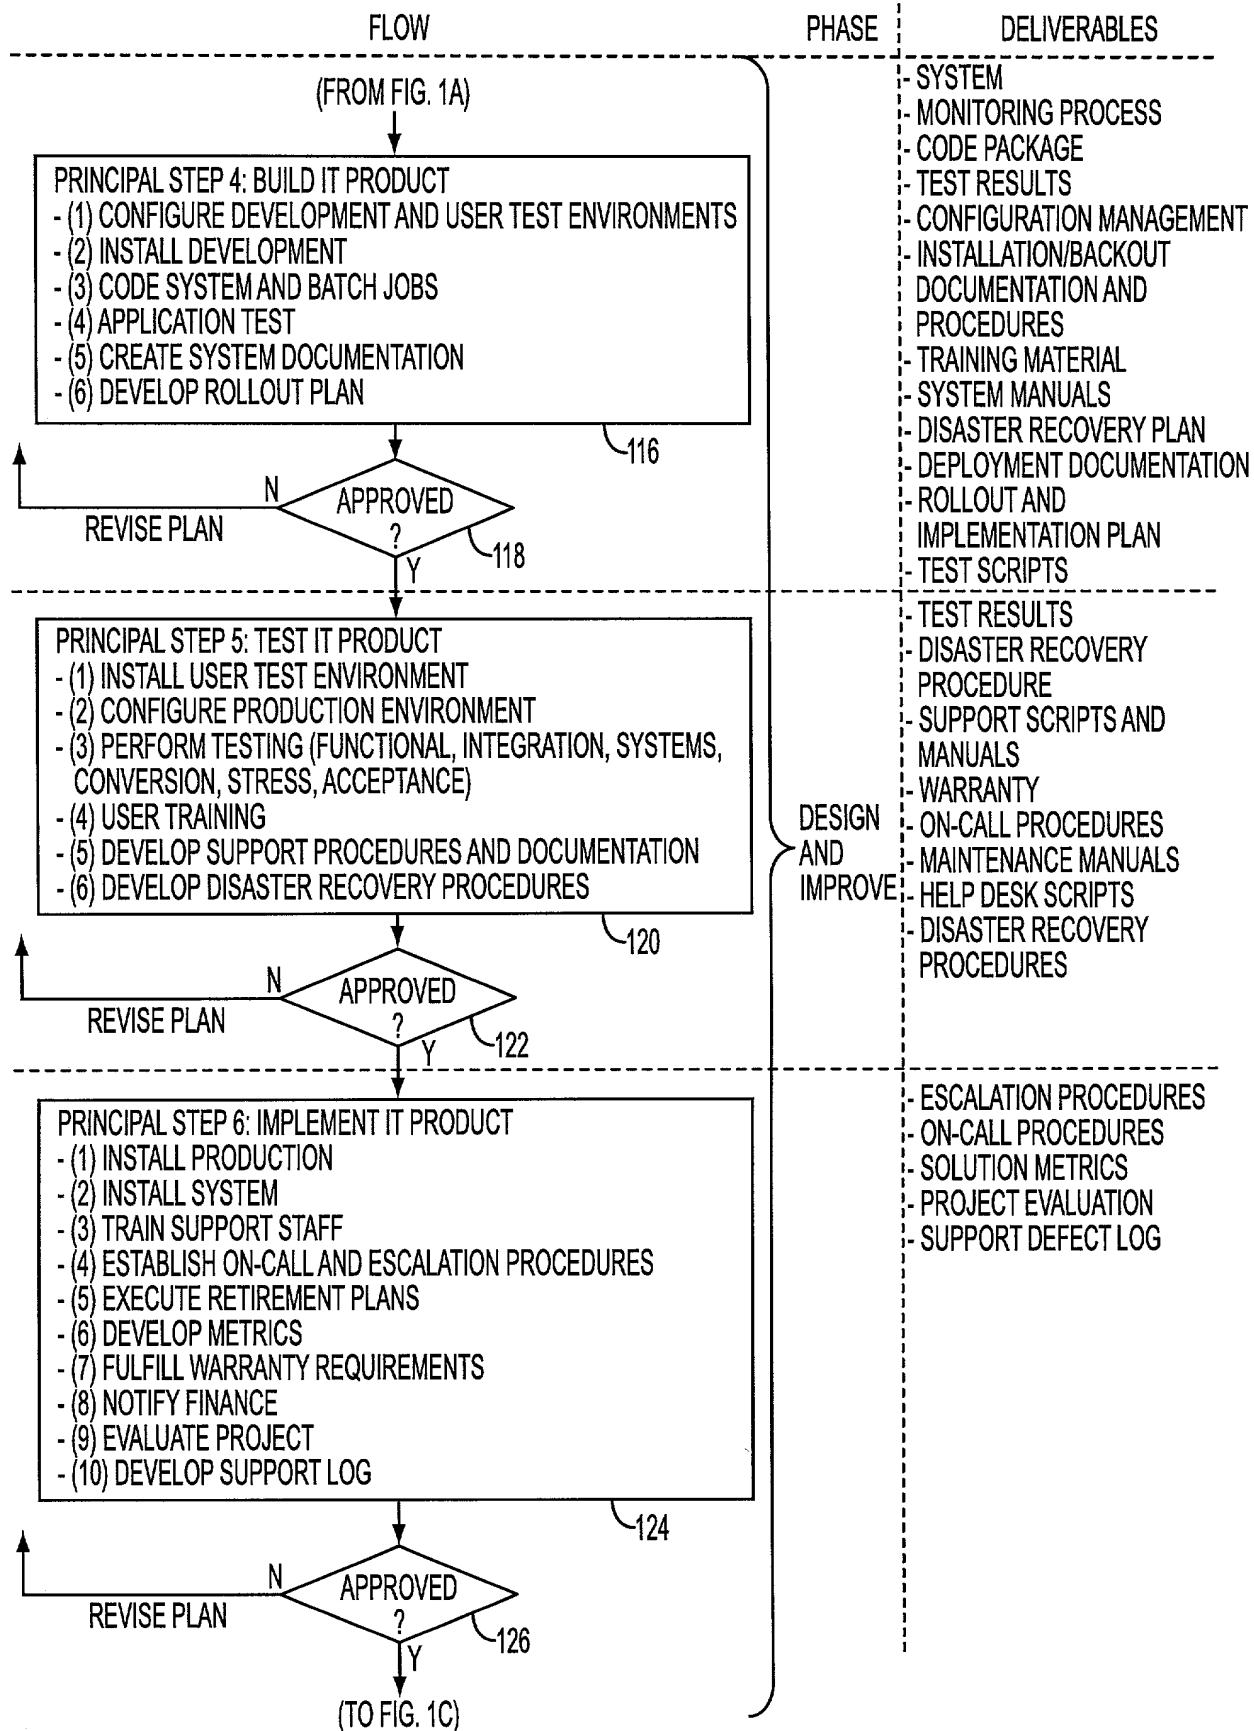 FLOW
PHASE
DELIVERABLES
(FROM FIG. 1A)
PRINCIPAL STEP 4: BUILD IT PRODUCT
- (1) CONFIGURE DEVELOPMENT AND USER TEST ENVIRONMENTS
- (2) INSTALL DEVELOPMENT
- (3) CODE SYSTEM AND BATCH JOBS
- (4) APPLICATION TEST
- (5) CREATE SYSTEM DOCUMENTATION
- (6) DEVELOP ROLLOUT PLAN
116
APPROVED
?
N
REVISE PLAN
118
Y
- SYSTEM
- MONITORING PROCESS
- CODE PACKAGE
- TEST RESULTS
- CONFIGURATION MANAGEMENT
- INSTALLATION/BACKOUT
DOCUMENTATION AND
PROCEDURES
- TRAINING MATERIAL
- SYSTEM MANUALS
- DISASTER RECOVERY PLAN
- DEPLOYMENT DOCUMENTATION
- ROLLOUT AND
IMPLEMENTATION PLAN
- TEST SCRIPTS
PRINCIPAL STEP 5: TEST IT PRODUCT
- (1) INSTALL USER TEST ENVIRONMENT
- (2) CONFIGURE PRODUCTION ENVIRONMENT
- (3) PERFORM TESTING (FUNCTIONAL, INTEGRATION, SYSTEMS,
CONVERSION, STRESS, ACCEPTANCE)
- (4) USER TRAINING
- (5) DEVELOP SUPPORT PROCEDURES AND DOCUMENTATION
- (6) DEVELOP DISASTER RECOVERY PROCEDURES
120
APPROVED
?
N
REVISE PLAN
122
Y
DESIGN
AND
IMPROVE
- TEST RESULTS
- DISASTER RECOVERY
PROCEDURE
- SUPPORT SCRIPTS AND
MANUALS
- WARRANTY
- ON-CALL PROCEDURES
- MAINTENANCE MANUALS
- HELP DESK SCRIPTS
- DISASTER RECOVERY
PROCEDURES
PRINCIPAL STEP 6: IMPLEMENT IT PRODUCT
- (1) INSTALL PRODUCTION
- (2) INSTALL SYSTEM
- (3) TRAIN SUPPORT STAFF
- (4) ESTABLISH ON-CALL AND ESCALATION PROCEDURES
- (5) EXECUTE RETIREMENT PLANS
- (6) DEVELOP METRICS
- (7) FULFILL WARRANTY REQUIREMENTS
- (8) NOTIFY FINANCE
- (9) EVALUATE PROJECT
- (10) DEVELOP SUPPORT LOG
124
APPROVED
?
N
REVISE PLAN
126
Y
(TO FIG. 1C)
- ESCALATION PROCEDURES
- ON-CALL PROCEDURES
- SOLUTION METRICS
- PROJECT EVALUATION
- SUPPORT DEFECT LOG